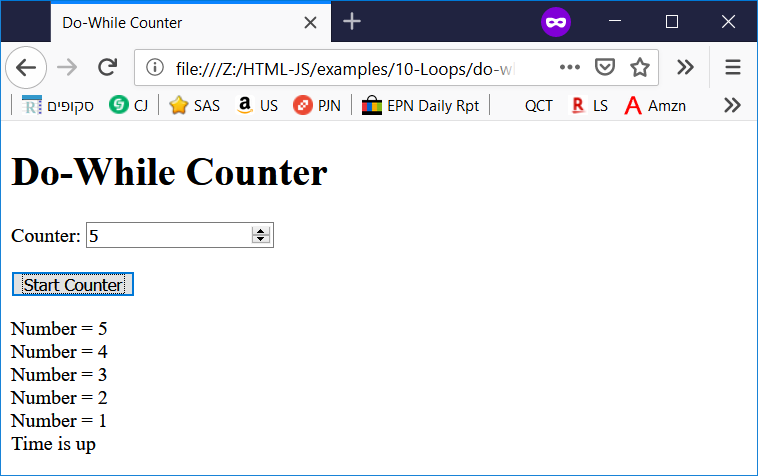 Do-While Counter
file:///Z:/HTML-JS/examples/10-Loops/do-w
סקופים CJ SAS US PJN EPN Daily Rpt QCT LS Amzn
Do-While Counter
Counter: 5
Start Counter
Number = 5
Number = 4
Number = 3
Number = 2
Number = 1
Time is up